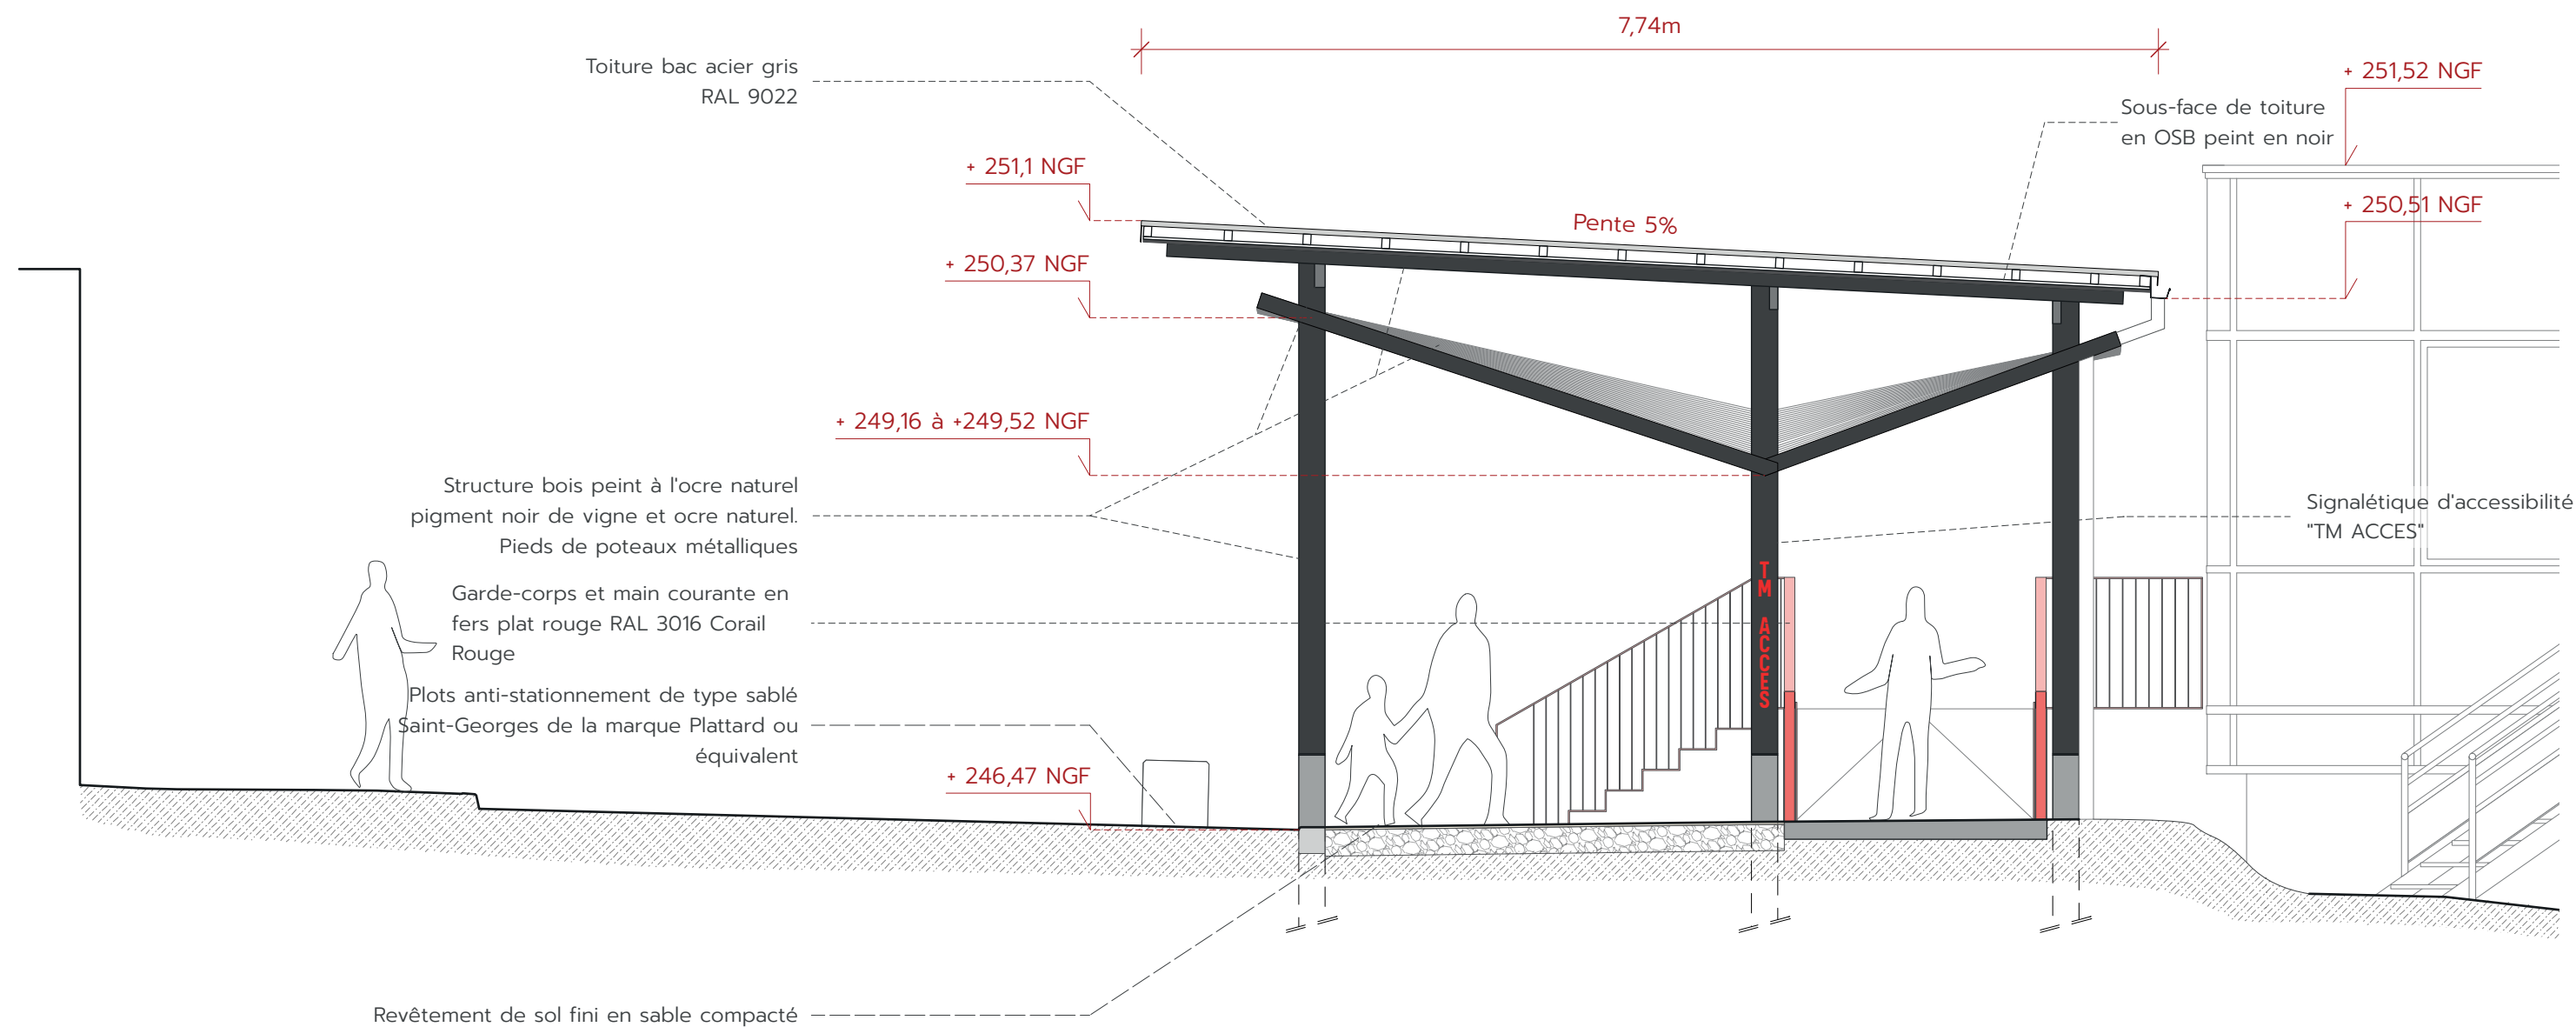 7,74m
Toiture bac acier gris
RAL 9022
+ 251,52 NGF
Sous-face de toiture
en OSB peint en noir
+ 251,1 NGF
+ 250,51 NGF
Pente 5%
+ 250,37 NGF
+ 249,16 à +249,52 NGF
Structure bois peint à l'ocre naturel
pigment noir de vigne et ocre naturel.
Pieds de poteaux métalliques
Signalétique d'accessibilité
"TM ACCES"
TM ACCES
Garde-corps et main courante en
fers plat rouge RAL 3016 Corail
Rouge
Plots anti-stationnement de type sablé
Saint-Georges de la marque Plattard ou
équivalent
+ 246,47 NGF
Revêtement de sol fini en sable compacté